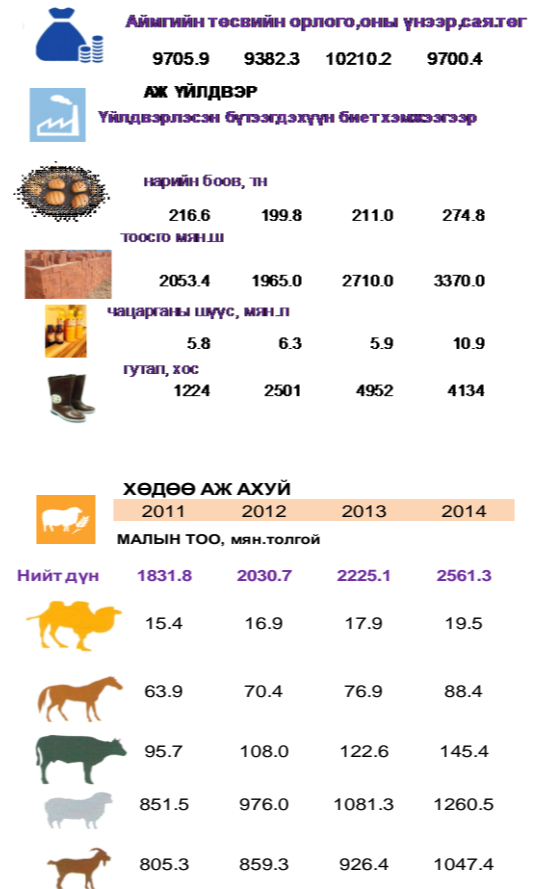 Аймгийн төсвийн орлого,оны үнээр,сая.төг
9705.9 9382.3 10210.2 9700.4
АЖ ҮЙЛДВЭР
Үйлдвэрлэсэн бүтээгдэхүүн биет хэмжээгээр
нарийн боов, тн
216.6 199.8 211.0 274.8
тоосго мян.ш
2053.4 1965.0 2710.0 3370.0
чацарганы шүүс, мян.л
5.8 6.3 5.9 10.9
гутал, хос
1224 2501 4952 4134
ХӨДӨӨ АЖ АХУЙ
2011 2012 2013 2014
МАЛЫН ТОО, мян.толгой
Нийт дүн 1831.8 2030.7 2225.1 2561.3
15.4 16.9 17.9 19.5
63.9 70.4 76.9 88.4
95.7 108.0 122.6 145.4
851.5 976.0 1081.3 1260.5
805.3 859.3 926.4 1047.4